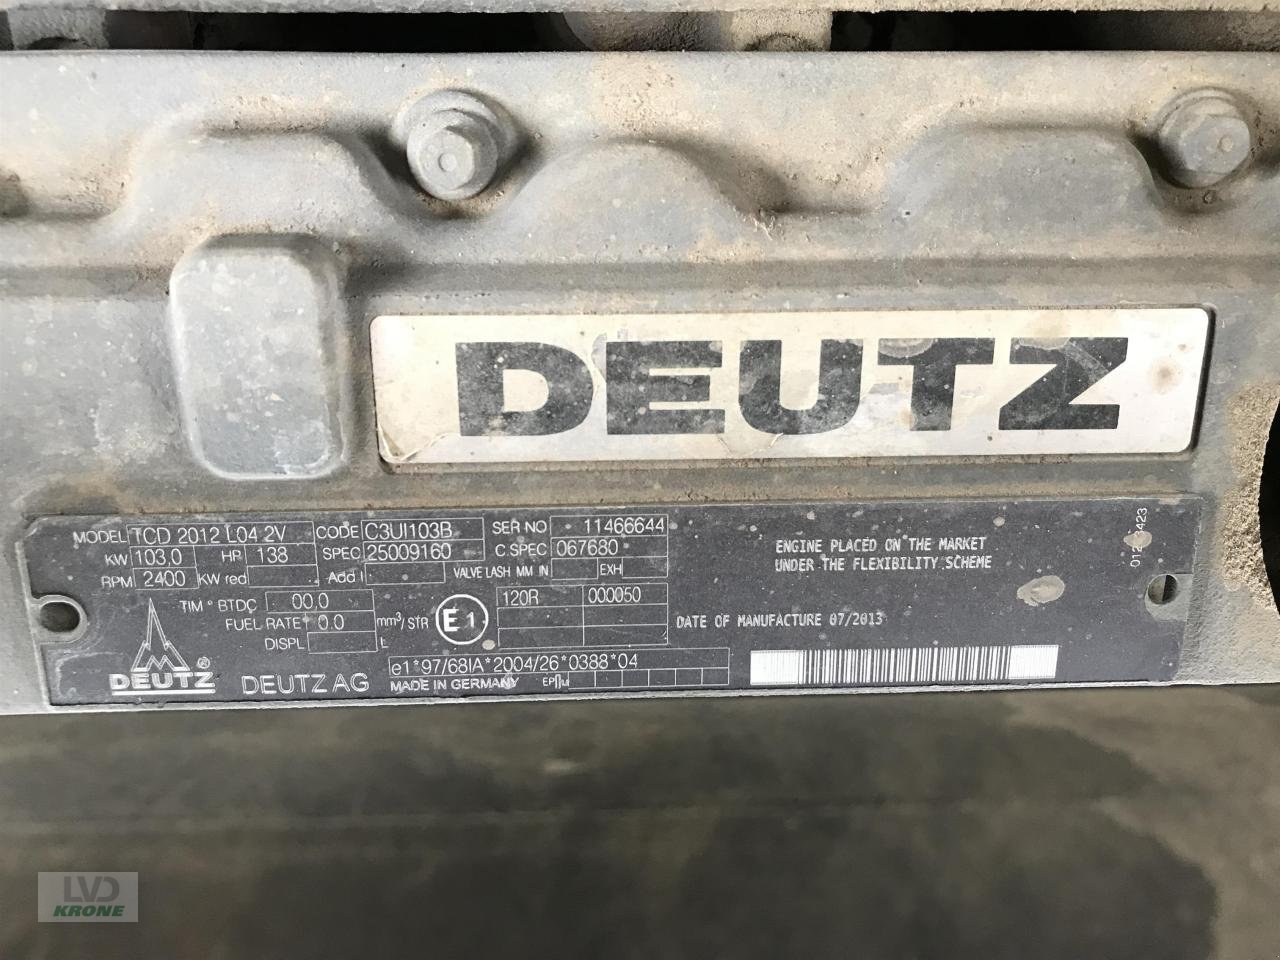 DEUTZ
MODEL TCD 2012 L04 2V CODE C3UI103B SER NO 11466644
KW 103,0 HR 138 SPEC 25009160 C.SPEC 067680
RPM 2400 KW red Add I VALVE LASH MM IN EXH
ENGINE PLACED ON THE MARKET
UNDER THE FLEXIBILITY SCHEME
TIM ° BTDC 00.0
FUEL RATE 0.0 mm³/STR
DISPL L
E1
120R 000050
DATE OF MANUFACTURE 07/2013
DEUTZ ®
DEUTZ AG
e1*97/68IA*2004/26*0388*04
MADE IN GERMANY
LVD
KRONE